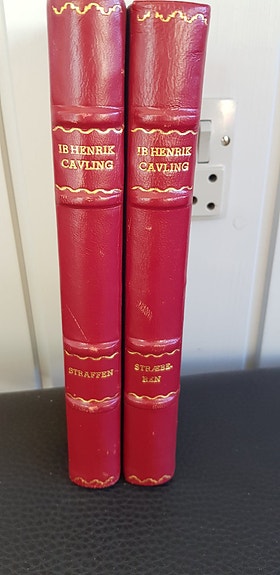 IB HENRIK
CAVLING
STRAFFEN
IB HENRIK
CAVLING
STRÆBE-
REN